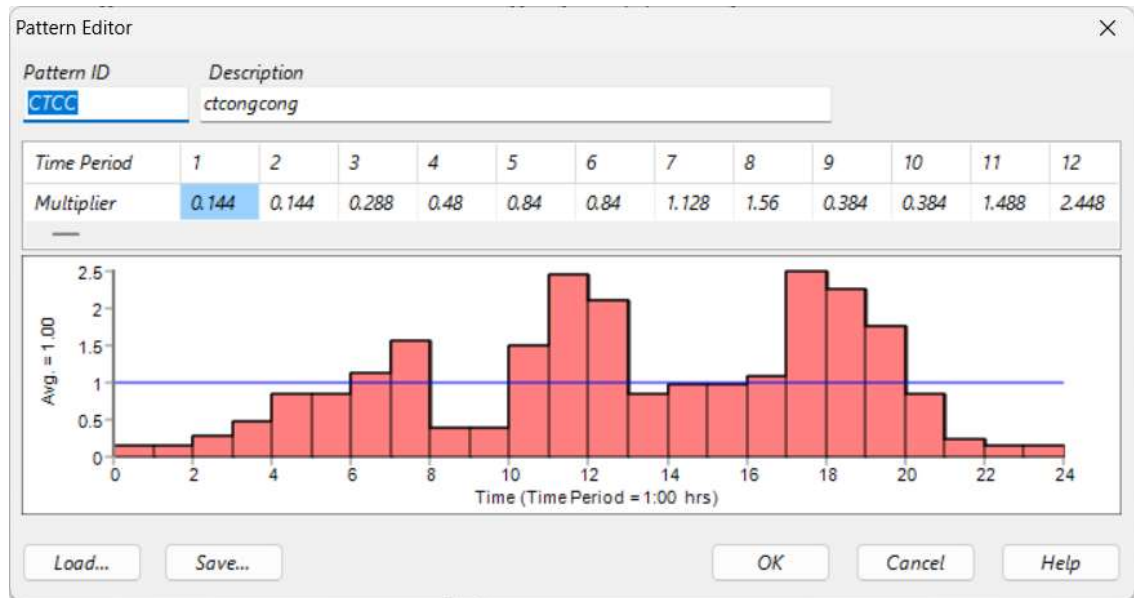 Pattern Editor
Pattern ID Description
CTCC ctcongcong
Time Period 1 2 3 4 5 6 7 8 9 10 11 12
Multiplier 0.144 0.144 0.288 0.48 0.84 0.84 1.128 1.56 0.384 0.384 1.488 2.448
2.5
2
1.5
1
0.5
0
Avg. = 1.00
0 2 4 6 8 10 12 14 16 18 20 22 24
Time (Time Period = 1:00 hrs)
Load... Save... OK Cancel Help